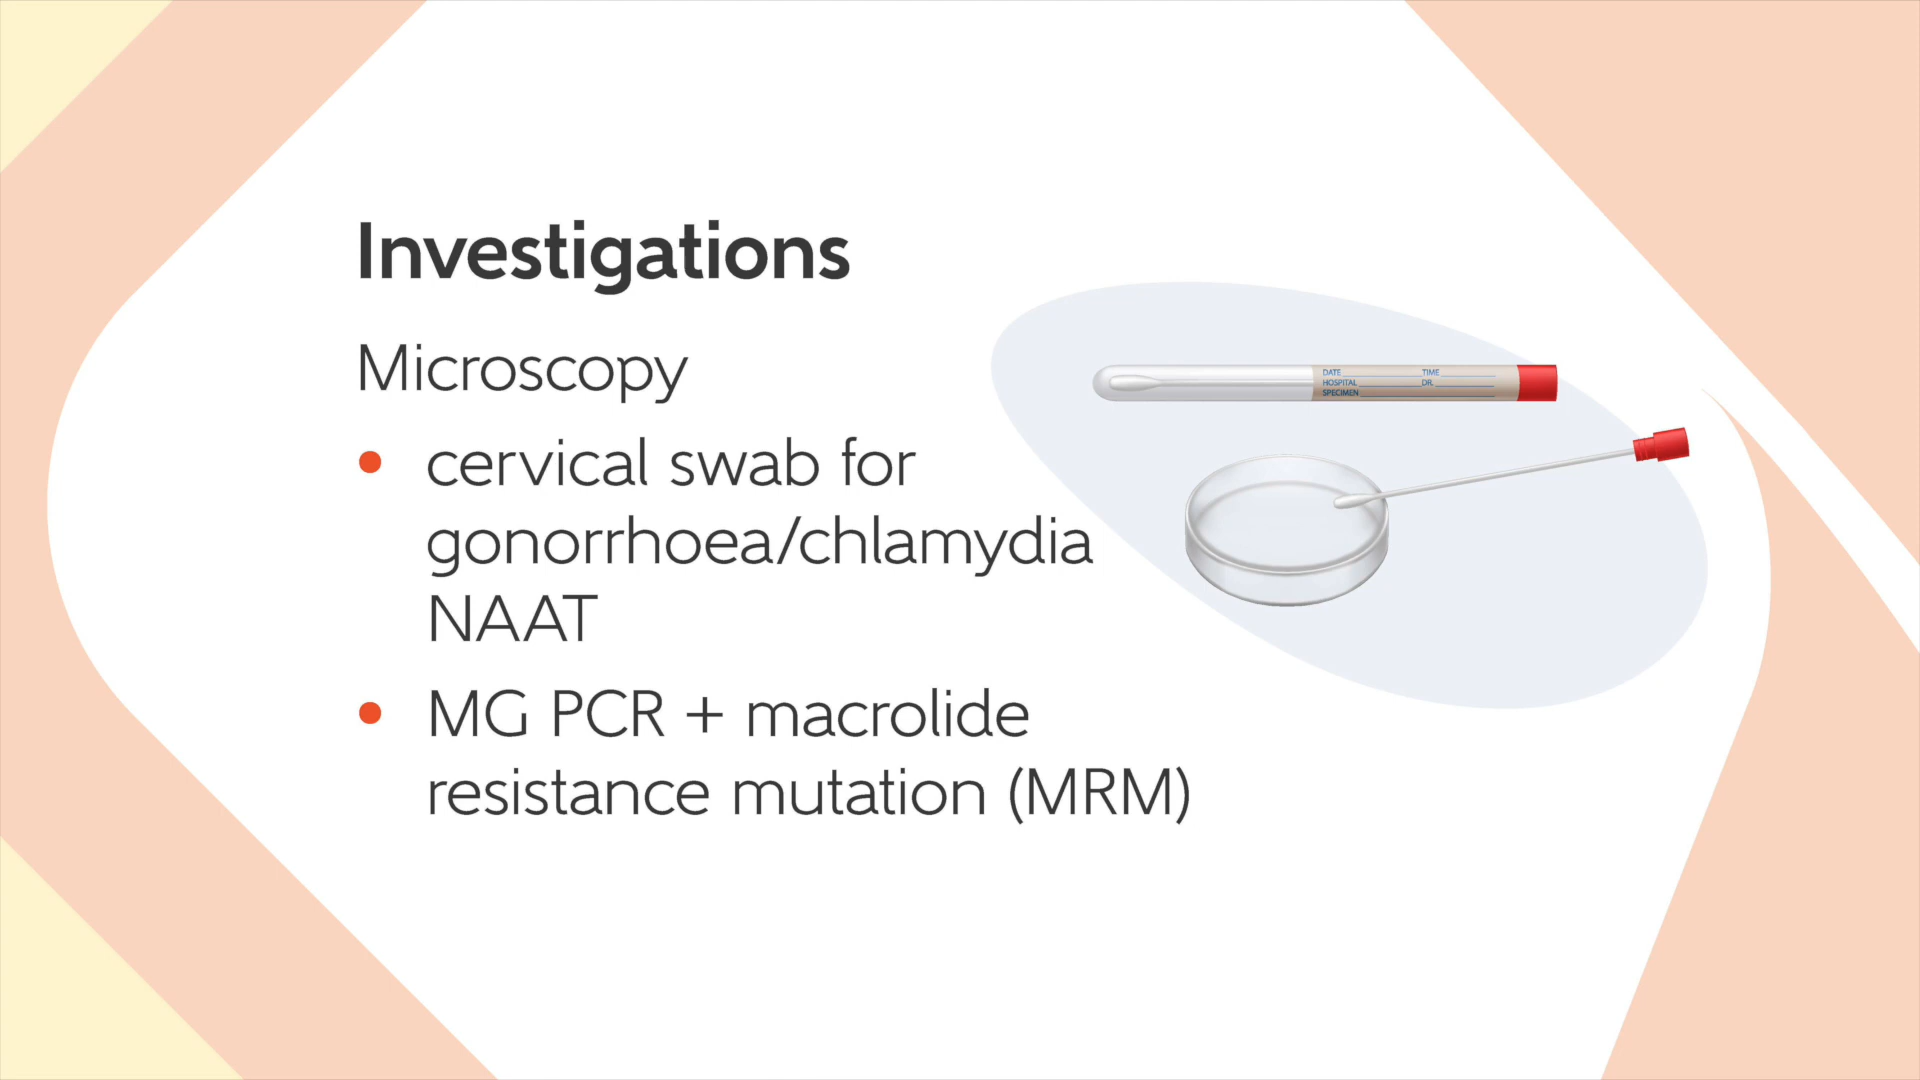 Investigations
Microscopy
• cervical swab for
gonorrhoea/chlamydia
NAAT
• MG PCR + macrolide
resistance mutation (MRM)
DATE TIME
HOSPITAL DR.
SPECIMEN